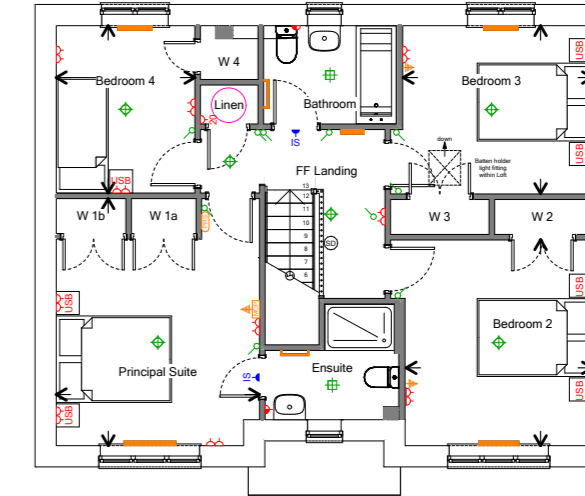 W 4
USB
Bedroom 4
Bedroom 3
Linen
Bathroom
IS
down
Batten holder
light fitting
within Loft
FF Landing
USB
USB
13
12
11
10
9
8
7
6
W 1b
W 1a
W 3
W 2
SD
USB
USB
Bedroom 2
Principal Suite
Ensuite
IS
USB
USB